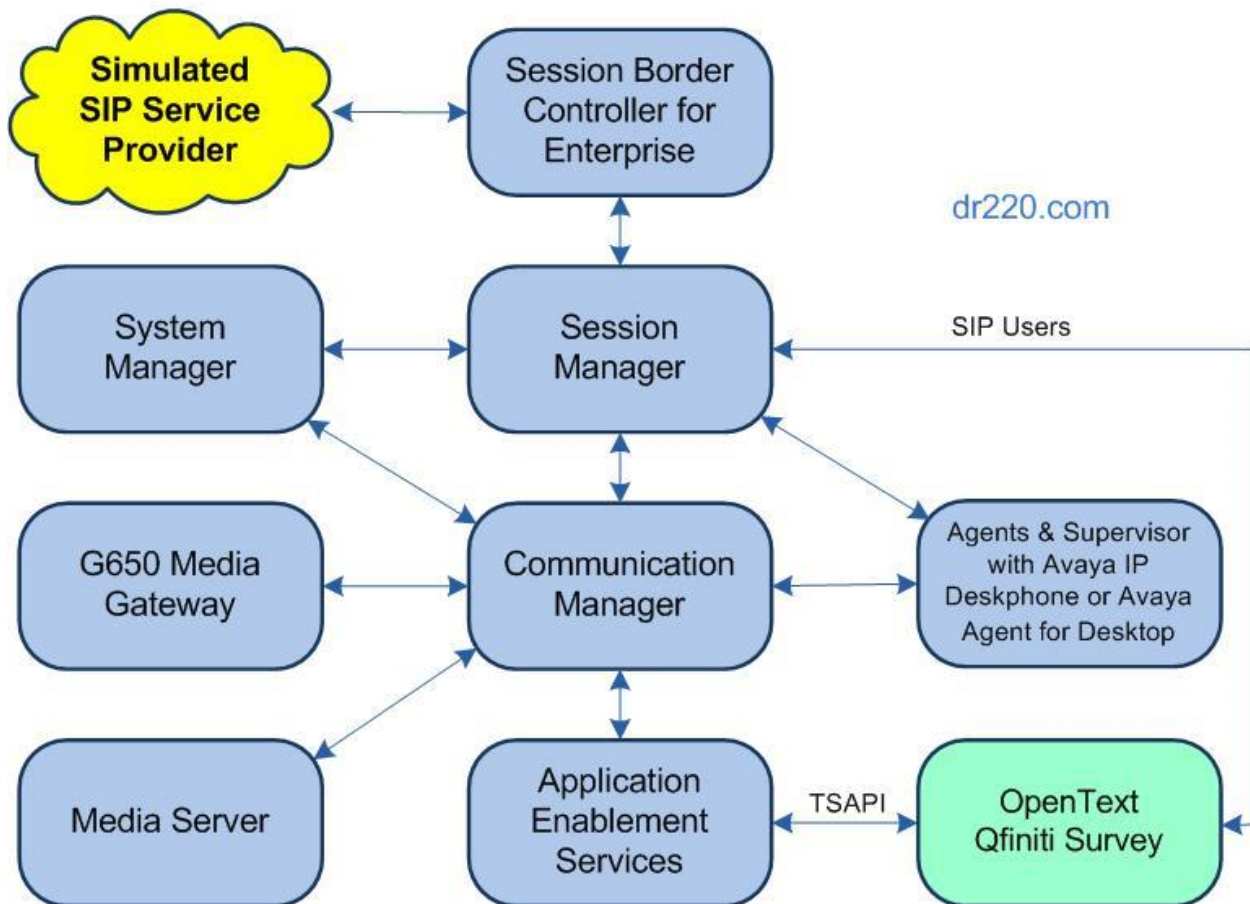 Simulated
SIP Service
Provider
Session Border
Controller for
Enterprise
dr220.com
System
Manager
Session
Manager
SIP Users
G650 Media
Gateway
Communication
Manager
Agents & Supervisor
with Avaya IP
Deskphone or Avaya
Agent for Desktop
Media Server
Application
Enablement
Services
TSAPI
OpenText
Qfiniti Survey